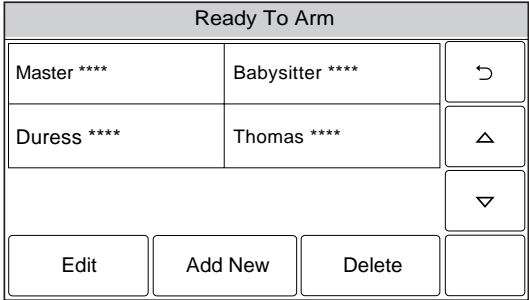 Ready To Arm
Master **** Babysitter ****
Duress **** Thomas ****
Edit Add New Delete